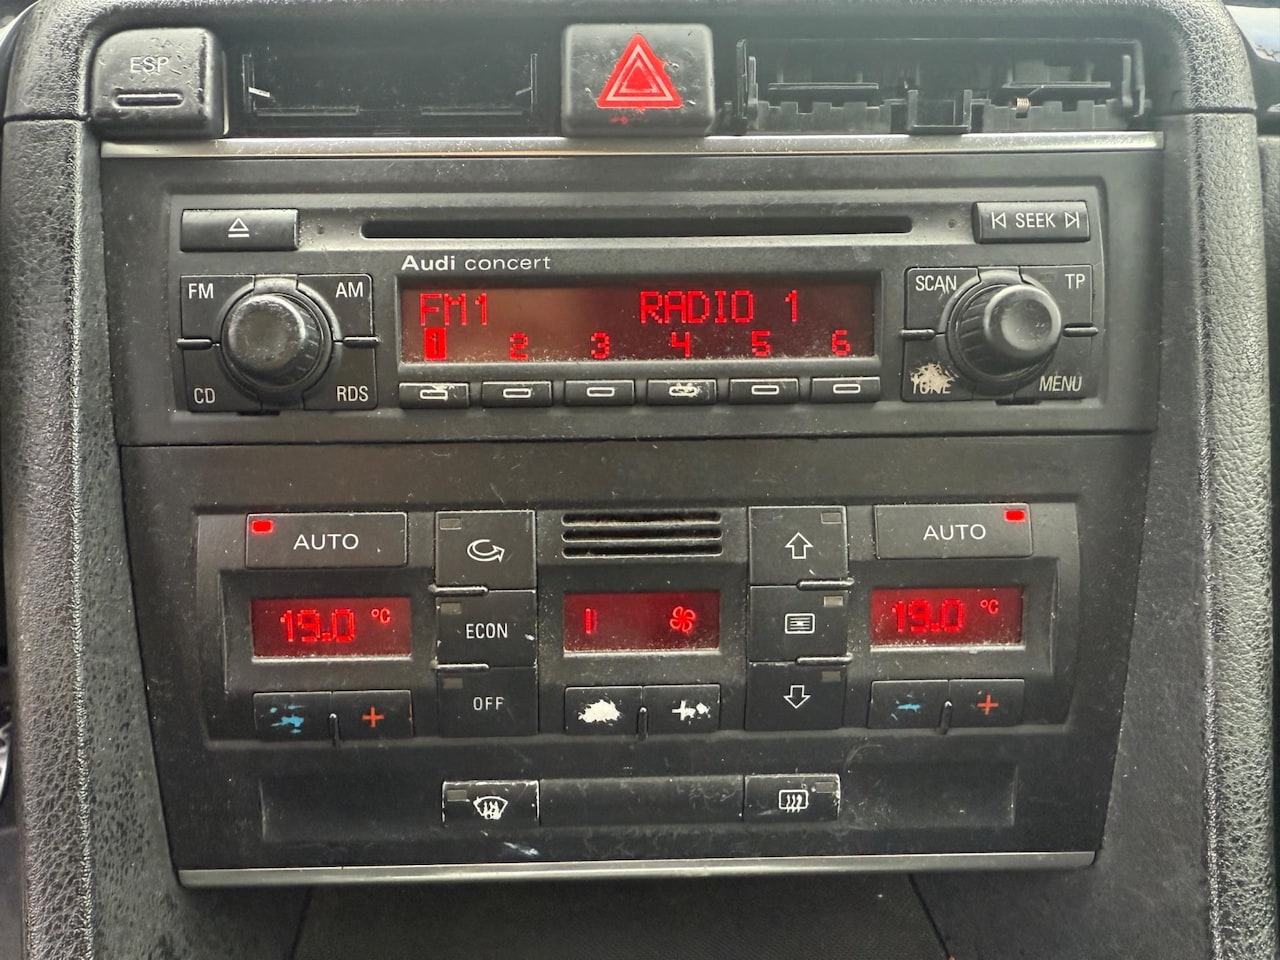 ESP
SEEK
Audi concert
FM AM
FM1 RADIO 1
1 2 3 4 5 6
CD RDS
SCAN TP
TUNE MENU
AUTO AUTO
19.0 °C
ECON
1
19.0 °C
OFF
- + + - +